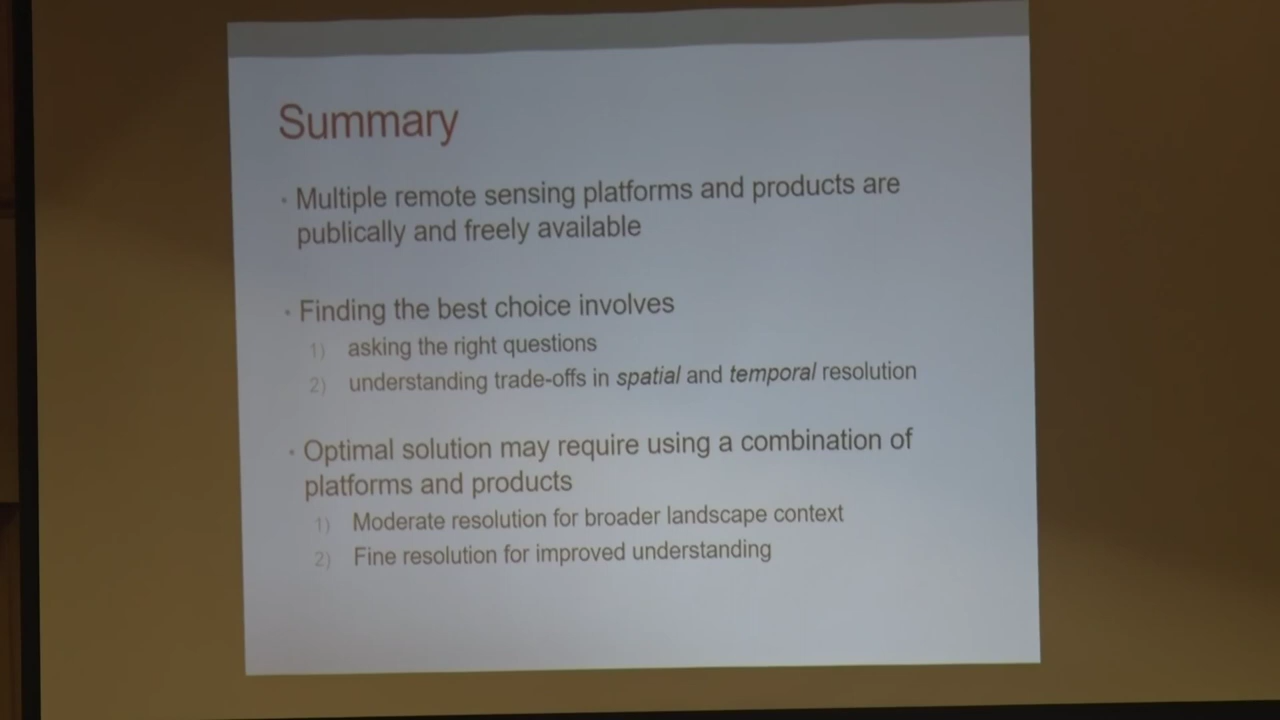 Summary
· Multiple remote sensing platforms and products are
publically and freely available
· Finding the best choice involves
1) asking the right questions
2) understanding trade-offs in spatial and temporal resolution
· Optimal solution may require using a combination of
platforms and products
1) Moderate resolution for broader landscape context
2) Fine resolution for improved understanding